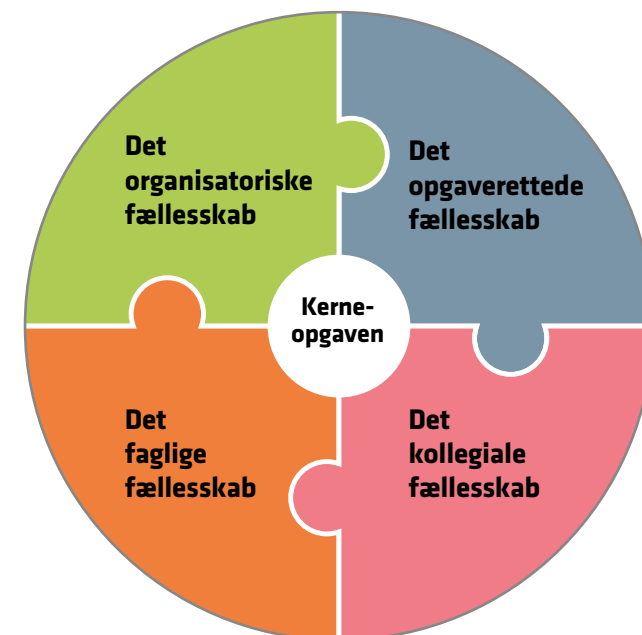 Det
organisatoriske
fællesskab
Det
opgaverettede
fællesskab
Kerne-
opgaven
Det
faglige
fællesskab
Det
kollegiale
fællesskab